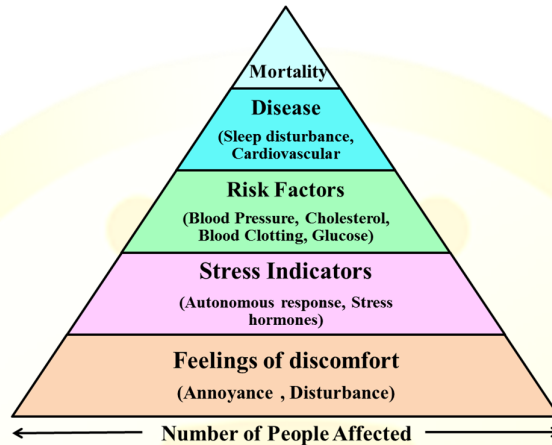 Mortality
Disease
(Sleep disturbance,
Cardiovascular
Risk Factors
(Blood Pressure, Cholesterol,
Blood Clotting, Glucose)
Stress Indicators
(Autonomous response, Stress
hormones)
Feelings of discomfort
(Annoyance , Disturbance)
Number of People Affected